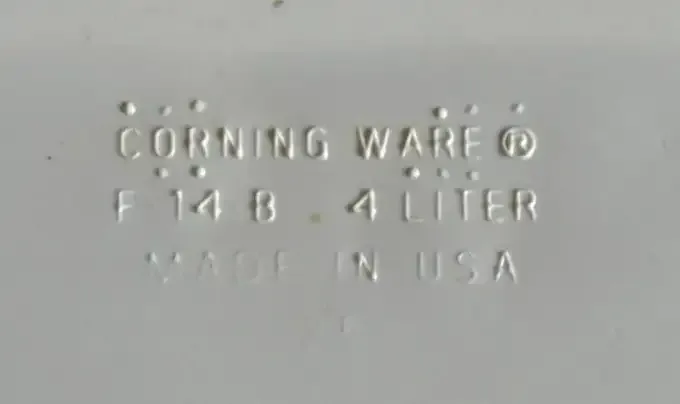 CORNING WARE®
F 14 B 4 LITER
MADE IN USA